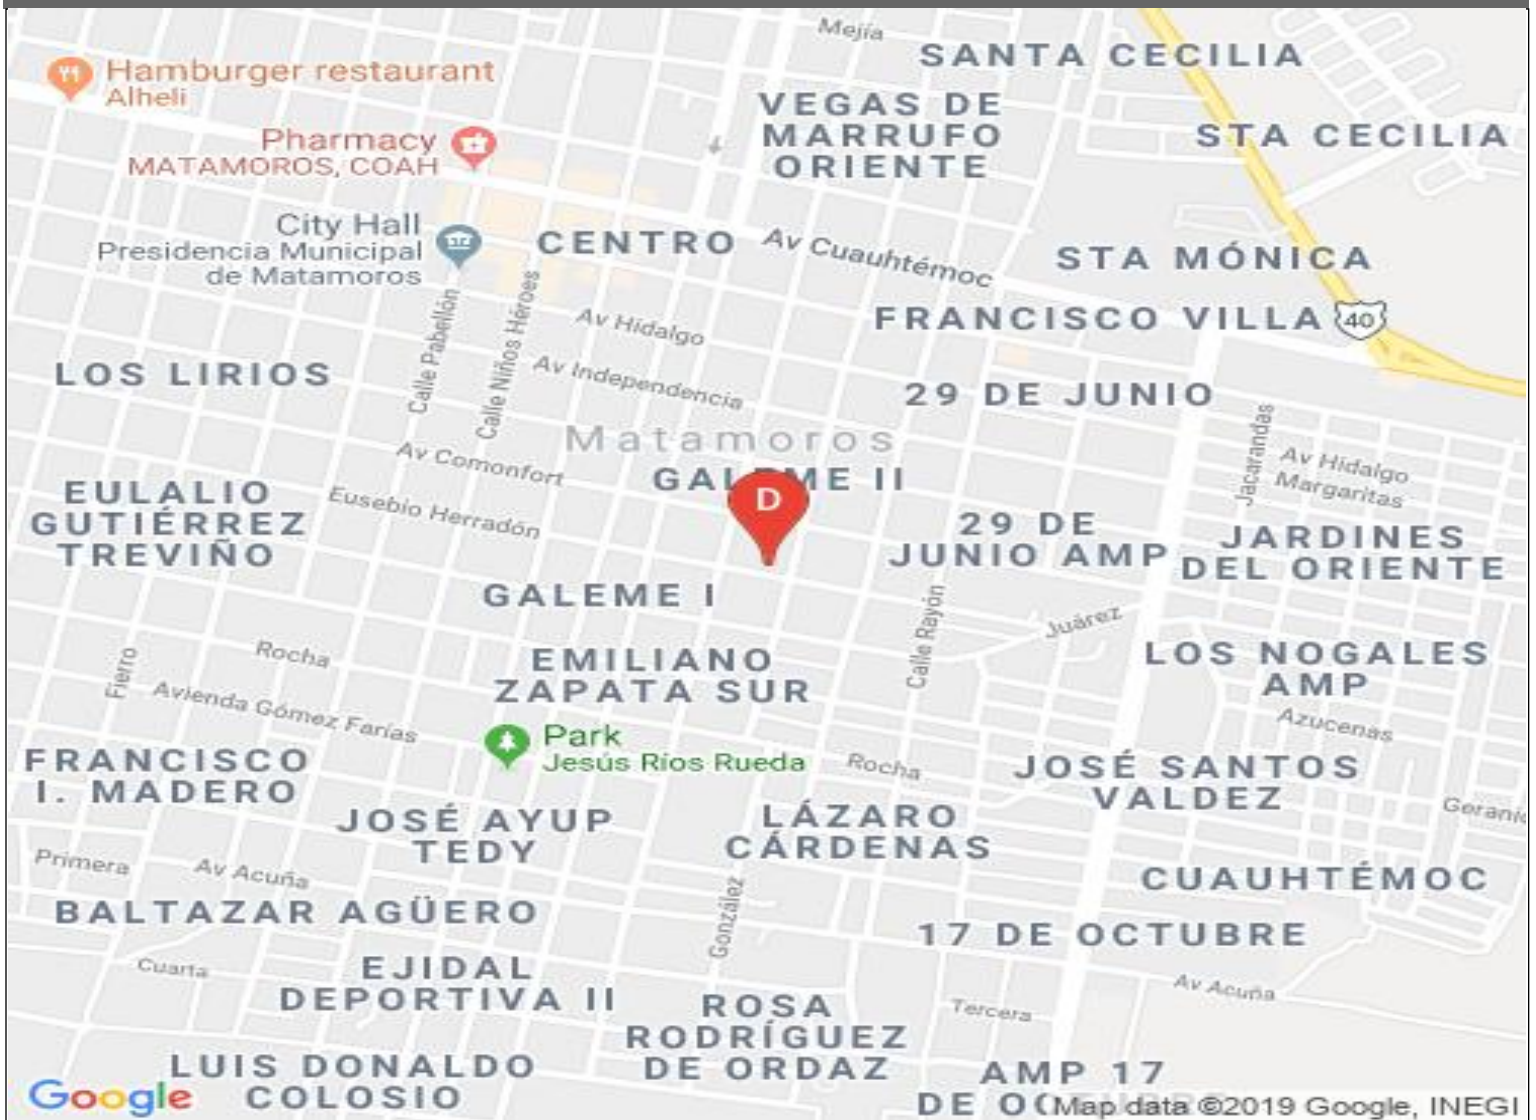 Mejía
SANTA CECILIA
Hamburger restaurant
Alheli
VEGAS DE
MARRUFO
ORIENTE
STA CECILIA
Pharmacy
MATAMOROS, COAH
City Hall
Presidencia Municipal
de Matamoros
CENTRO
Av Cuauhtémoc
STA MÓNICA
FRANCISCO VILLA
40
Calle Pabellón
Calle Niños Héroes
Av Hidalgo
Av Independencia
LOS LIRIOS
29 DE JUNIO
Matamoros
Av Comonfort
GALEME II
D
Jacarandas
Av Hidalgo
Margaritas
EULALIO
GUTIÉRREZ
TREVIÑO
Eusebio Herradón
29 DE
JUNIO AMP
JARDINES
DEL ORIENTE
GALEME I
Calle Rayón
Juárez
Fierro
Rocha
EMILIANO
ZAPATA SUR
LOS NOGALES
AMP
Avienda Gómez Farías
Azucenas
Park
Jesús Ríos Rueda
Rocha
FRANCISCO
I. MADERO
JOSÉ SANTOS
VALDEZ
JOSÉ AYUP
TEDY
LÁZARO
CÁRDENAS
Geranio
Primera
Av Acuña
CUAUHTÉMOC
BALTAZAR AGÜERO
González
17 DE OCTUBRE
Cuarta
EJIDAL
DEPORTIVA II
Av Acuña
ROSA
RODRÍGUEZ
DE ORDAZ
Tercera
LUIS DONALDO
COLOSIO
AMP 17
DE OC
Google
Map data ©2019 Google, INEGI